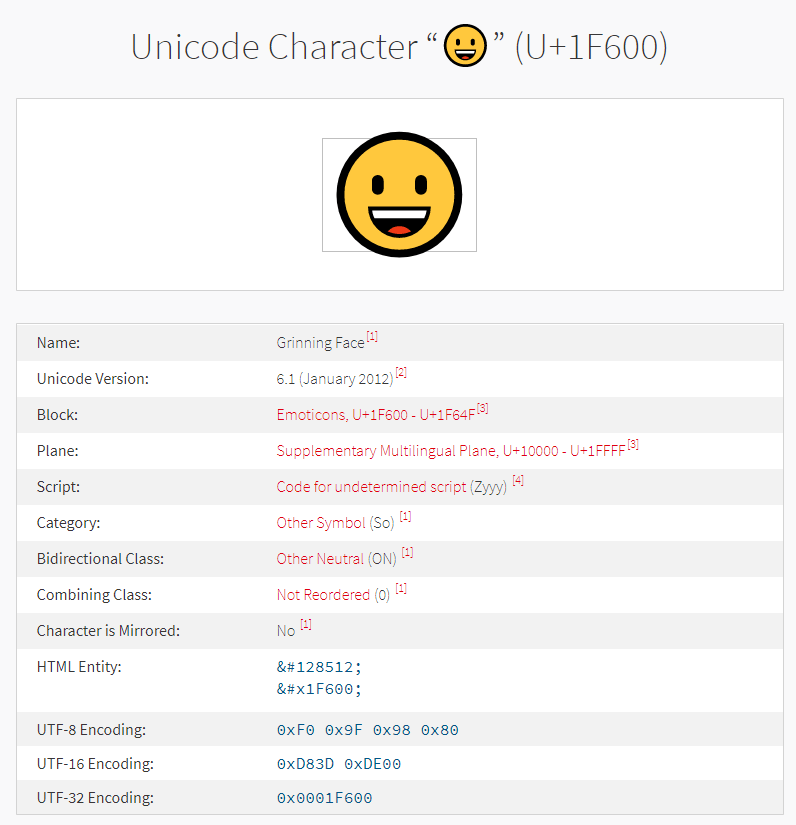 Unicode Character “😀” (U+1F600)
Name: Grinning Face[1]
Unicode Version: 6.1 (January 2012)[2]
Block: Emoticons, U+1F600 - U+1F64F[3]
Plane: Supplementary Multilingual Plane, U+10000 - U+1FFFF[3]
Script: Code for undetermined script (Zyyy) [4]
Category: Other Symbol (So) [1]
Bidirectional Class: Other Neutral (ON) [1]
Combining Class: Not Reordered (0) [1]
Character is Mirrored: No [1]
HTML Entity: &#128512;
&#x1F600;
UTF-8 Encoding: 0xF0 0x9F 0x98 0x80
UTF-16 Encoding: 0xD83D 0xDE00
UTF-32 Encoding: 0x0001F600